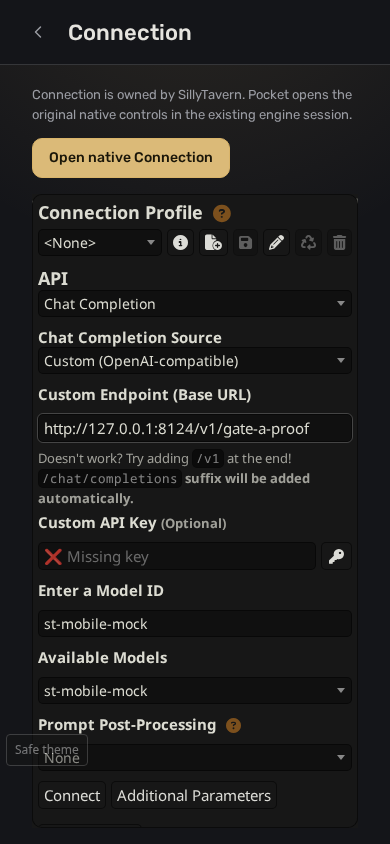 Connection
Connection is owned by SillyTavern. Pocket opens the
original native controls in the existing engine session.
Open native Connection
Connection Profile ?
<None>
API
Chat Completion
Chat Completion Source
Custom (OpenAI-compatible)
Custom Endpoint (Base URL)
http://127.0.0.1:8124/v1/gate-a-proof
Doesn't work? Try adding /v1 at the end!
/chat/completions suffix will be added
automatically.
Custom API Key (Optional)
❌ Missing key
Enter a Model ID
st-mobile-mock
Available Models
st-mobile-mock
Prompt Post-Processing ?
Safe theme
None
Connect Additional Parameters